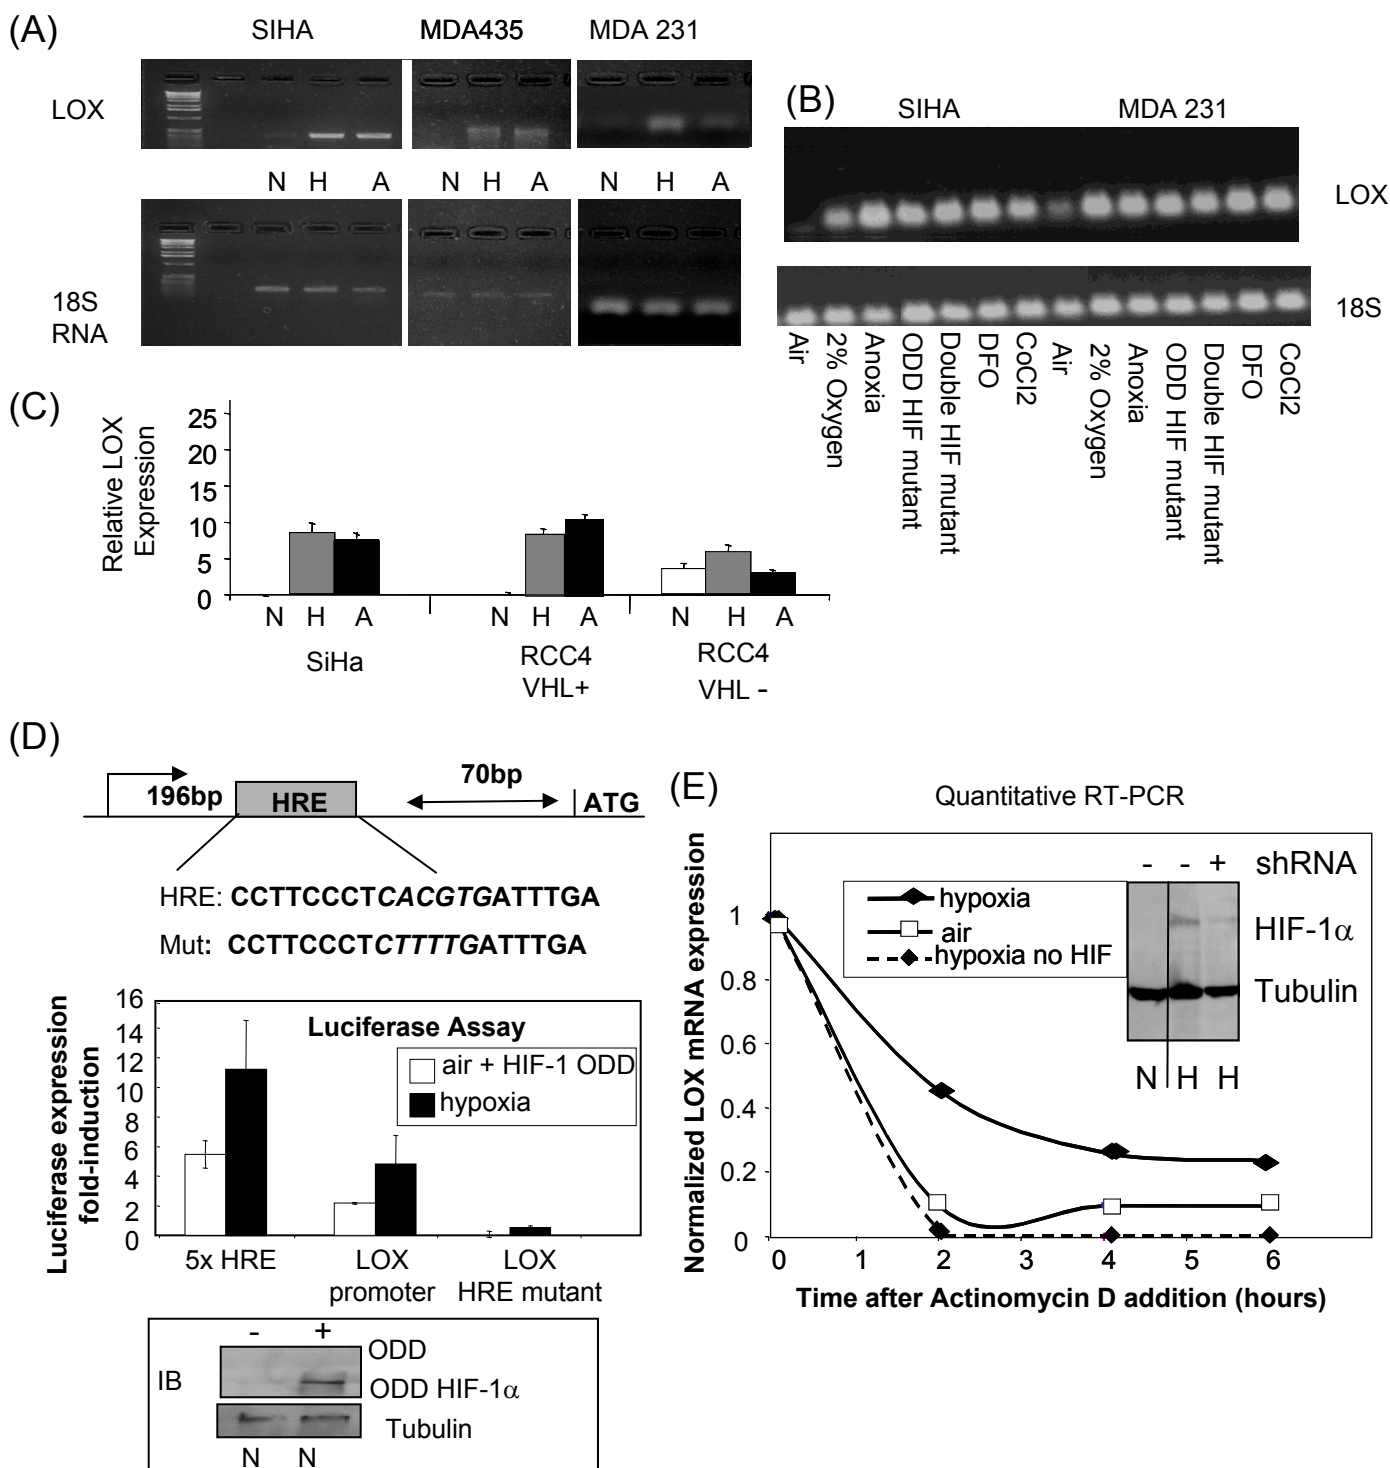 (A)
SIHA MDA435 MDA 231
LOX
N H A N H A N H A
18S
RNA
(B)
SIHA MDA 231
LOX
18S
Air
2% Oxygen
Anoxia
ODD HIF mutant
Double HIF mutant
DFO
CoCl2
Air
2% Oxygen
Anoxia
ODD HIF mutant
Double HIF mutant
DFO
CoCl2
(C)
Relative LOX
Expression
25
20
15
10
5
0
N H A N H A N H A
SiHa
RCC4
VHL+
RCC4
VHL -
(D)
196bp HRE 70bp ATG
HRE: CCTTCCCTCACGTGATTTGA
Mut: CCTTCCCTCTTTTGATTTGA
Luciferase expression
fold-induction
16
14
12
10
8
6
4
2
0
Luciferase Assay
air + HIF-1 ODD
hypoxia
5x HRE
LOX
promoter
LOX
HRE mutant
- +
IB
ODD
ODD HIF-1α
Tubulin
N N
(E)
Quantitative RT-PCR
Normalized LOX mRNA expression
1
0.8
0.6
0.4
0.2
0
hypoxia
air
hypoxia no HIF
- - + shRNA
HIF-1α
Tubulin
N H H
0 1 2 3 4 5 6
Time after Actinomycin D addition (hours)